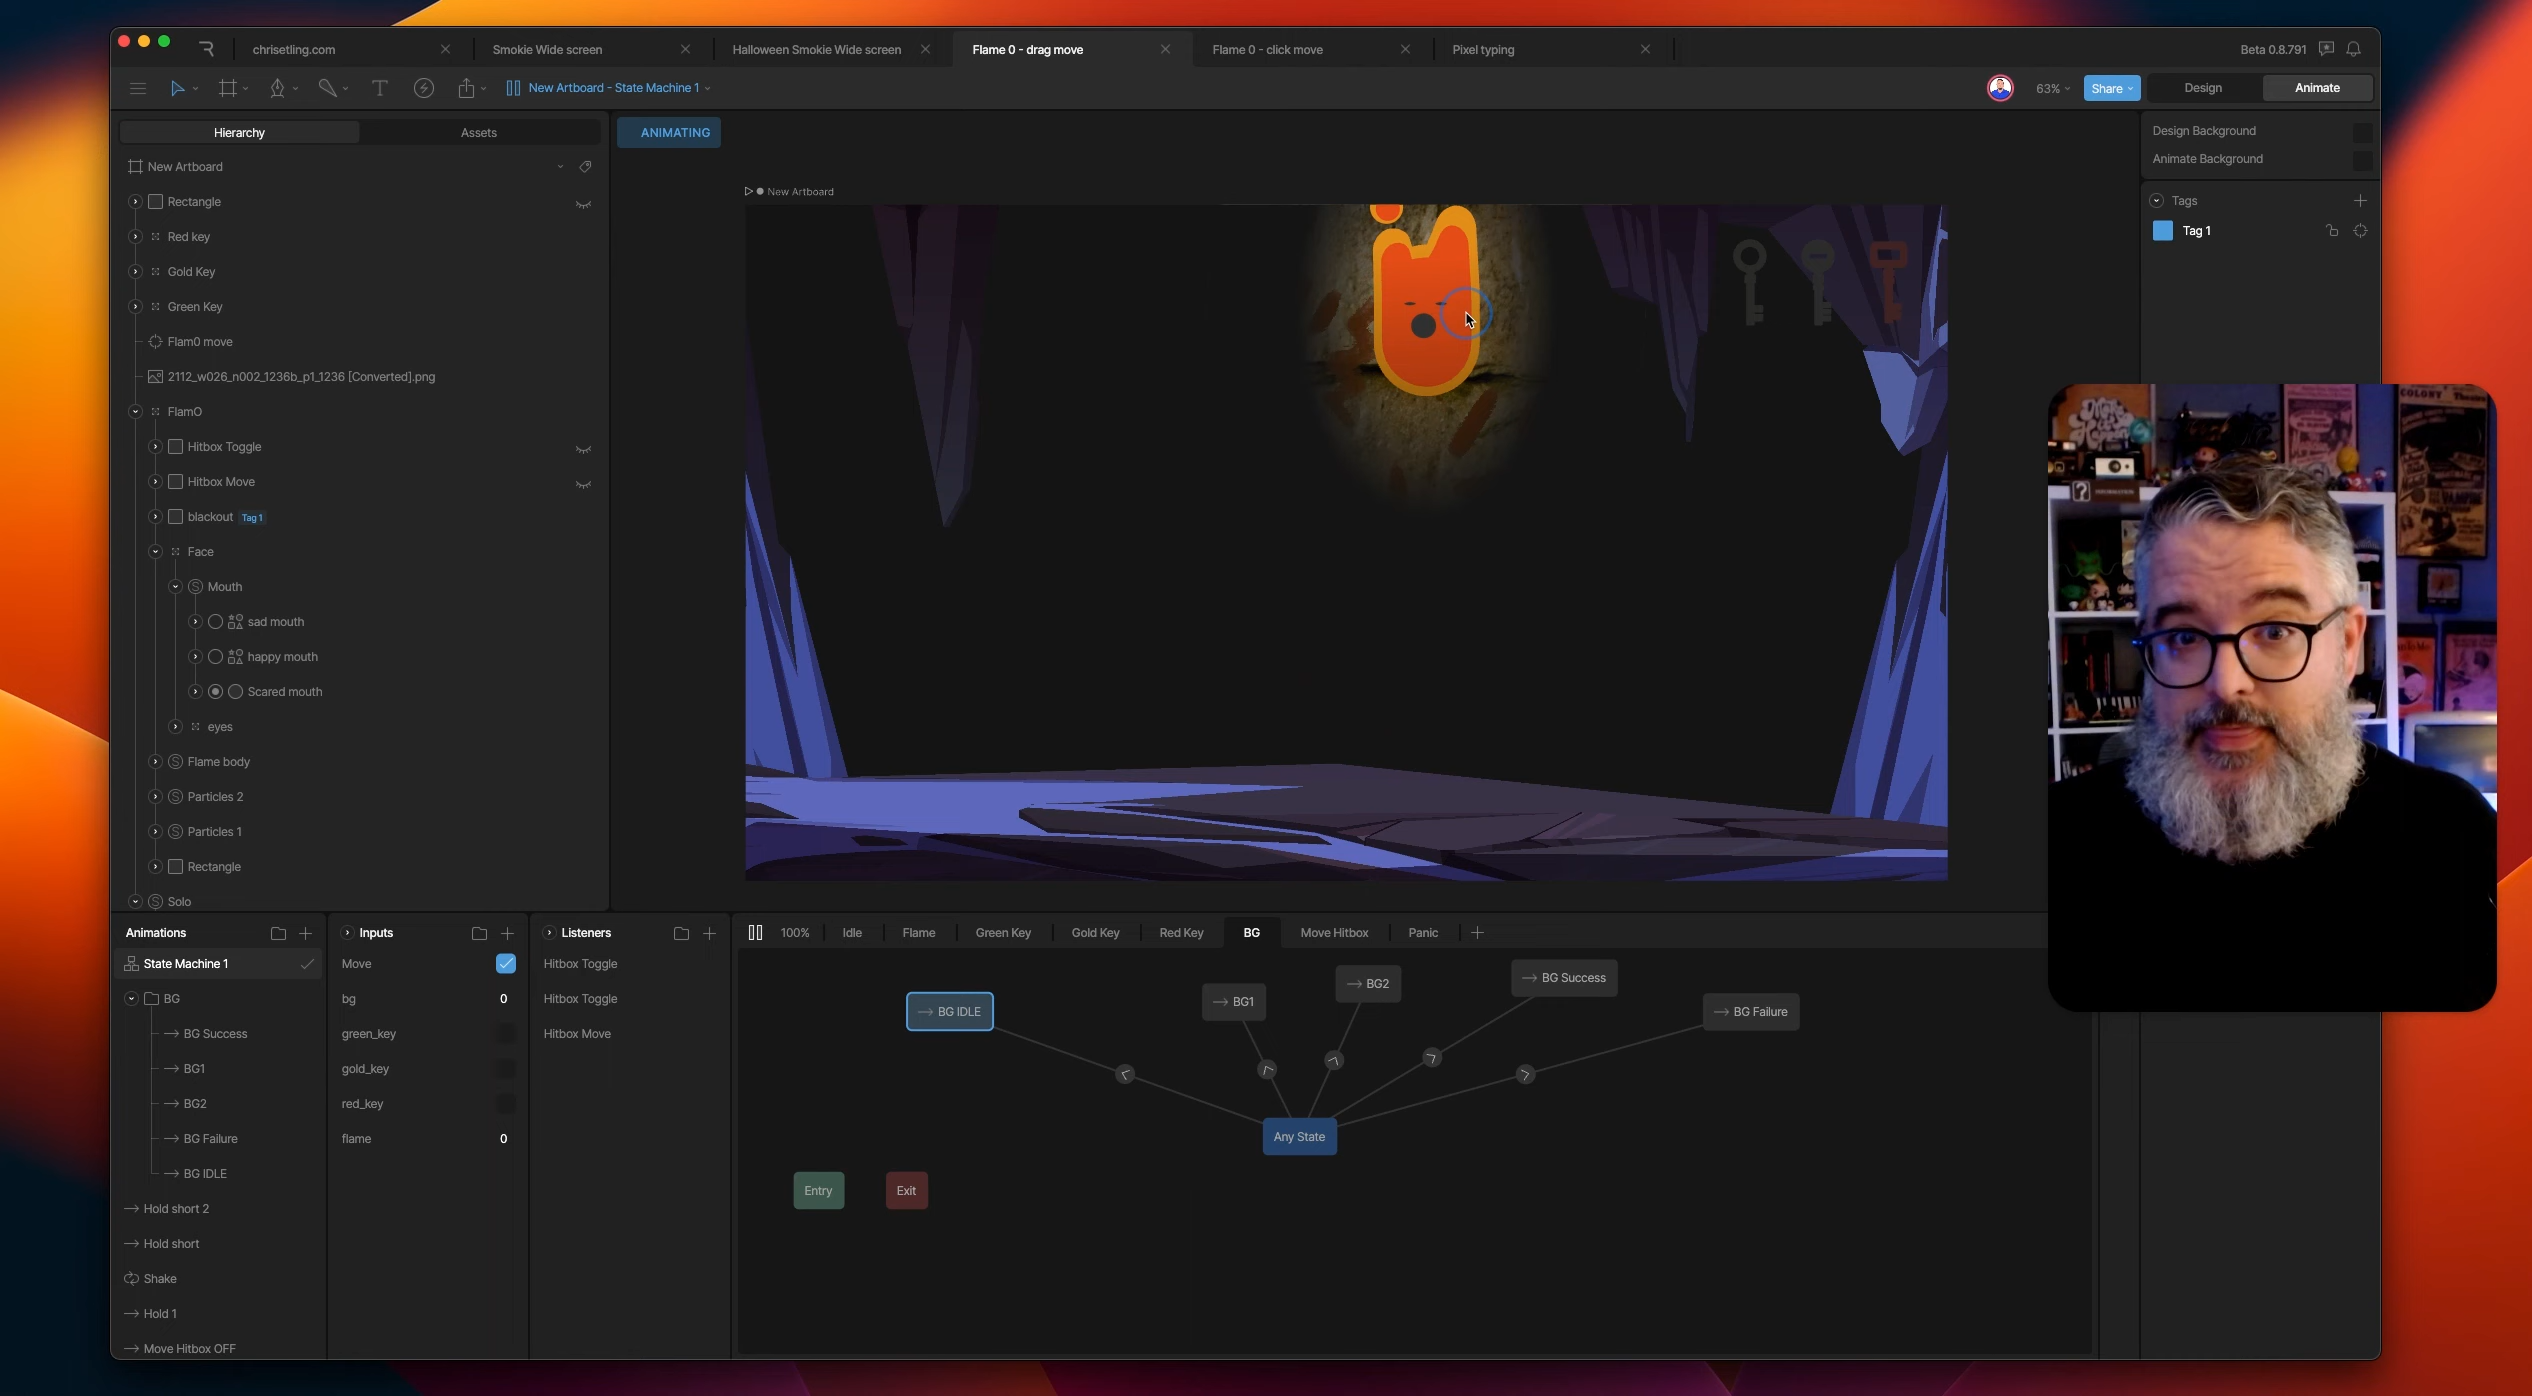 chrisetling.com
Smokie Wide screen
Halloween Smokie Wide screen
Flame 0 - drag move
Flame 0 - click move
Pixel typing
Beta 0.8.791
New Artboard - State Machine 1
63%
Share
Design
Animate
Hierarchy
Assets
ANIMATING
Design Background
Animate Background
New Artboard
New Artboard
Rectangle
Tags
Tag 1
Red key
Gold Key
Green Key
Flam0 move
2112_w026_n002_1236b_p1_1236 [Converted].png
FlamO
Hitbox Toggle
Hitbox Move
blackout Tag 1
Face
Mouth
sad mouth
happy mouth
Scared mouth
eyes
Flame body
Particles 2
Particles 1
Rectangle
Solo
COLONY
Animations
State Machine 1
BG
BG Success
BG1
BG2
BG Failure
BG IDLE
Hold short 2
Hold short
Shake
Hold 1
Move Hitbox OFF
Inputs
Move
bg 0
green_key
gold_key
red_key
flame 0
Listeners
Hitbox Toggle
Hitbox Toggle
Hitbox Move
100%
Idle
Flame
Green Key
Gold Key
Red Key
BG
Move Hitbox
Panic
BG IDLE
BG1
BG2
BG Success
BG Failure
Any State
Entry
Exit